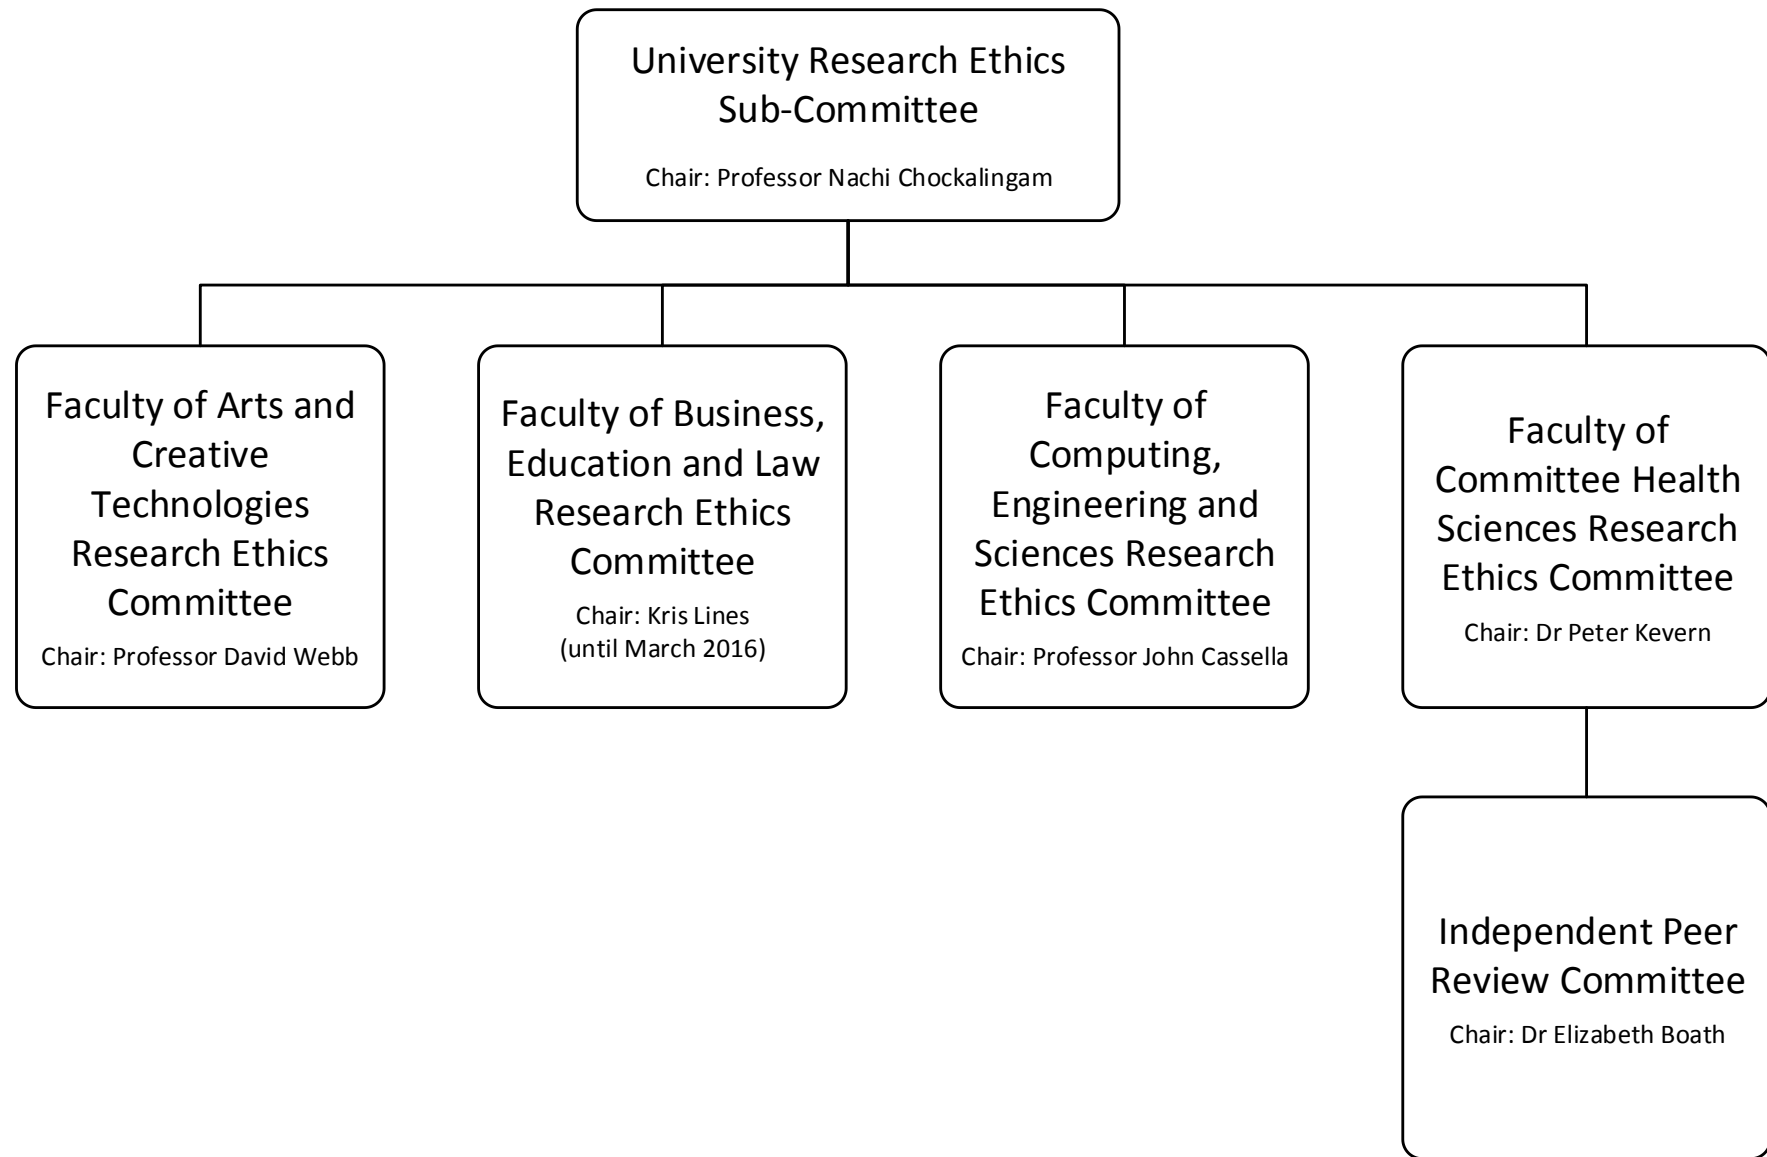 University Research Ethics
Sub-Committee
Chair: Professor Nachi Chockalingam
Faculty of Arts and
Creative
Technologies
Research Ethics
Committee
Chair: Professor David Webb
Faculty of Business,
Education and Law
Research Ethics
Committee
Chair: Kris Lines
(until March 2016)
Faculty of
Computing,
Engineering and
Sciences Research
Ethics Committee
Chair: Professor John Cassella
Faculty of
Committee Health
Sciences Research
Ethics Committee
Chair: Dr Peter Kevern
Independent Peer
Review Committee
Chair: Dr Elizabeth Boath